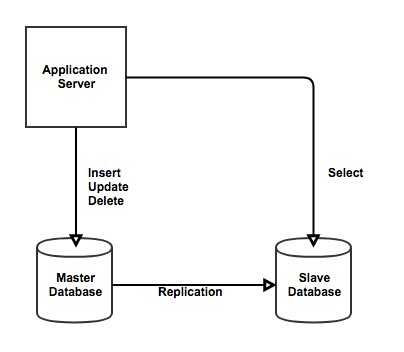 Application
Server
Insert
Update
Delete
Select
Master
Database
Replication
Slave
Database